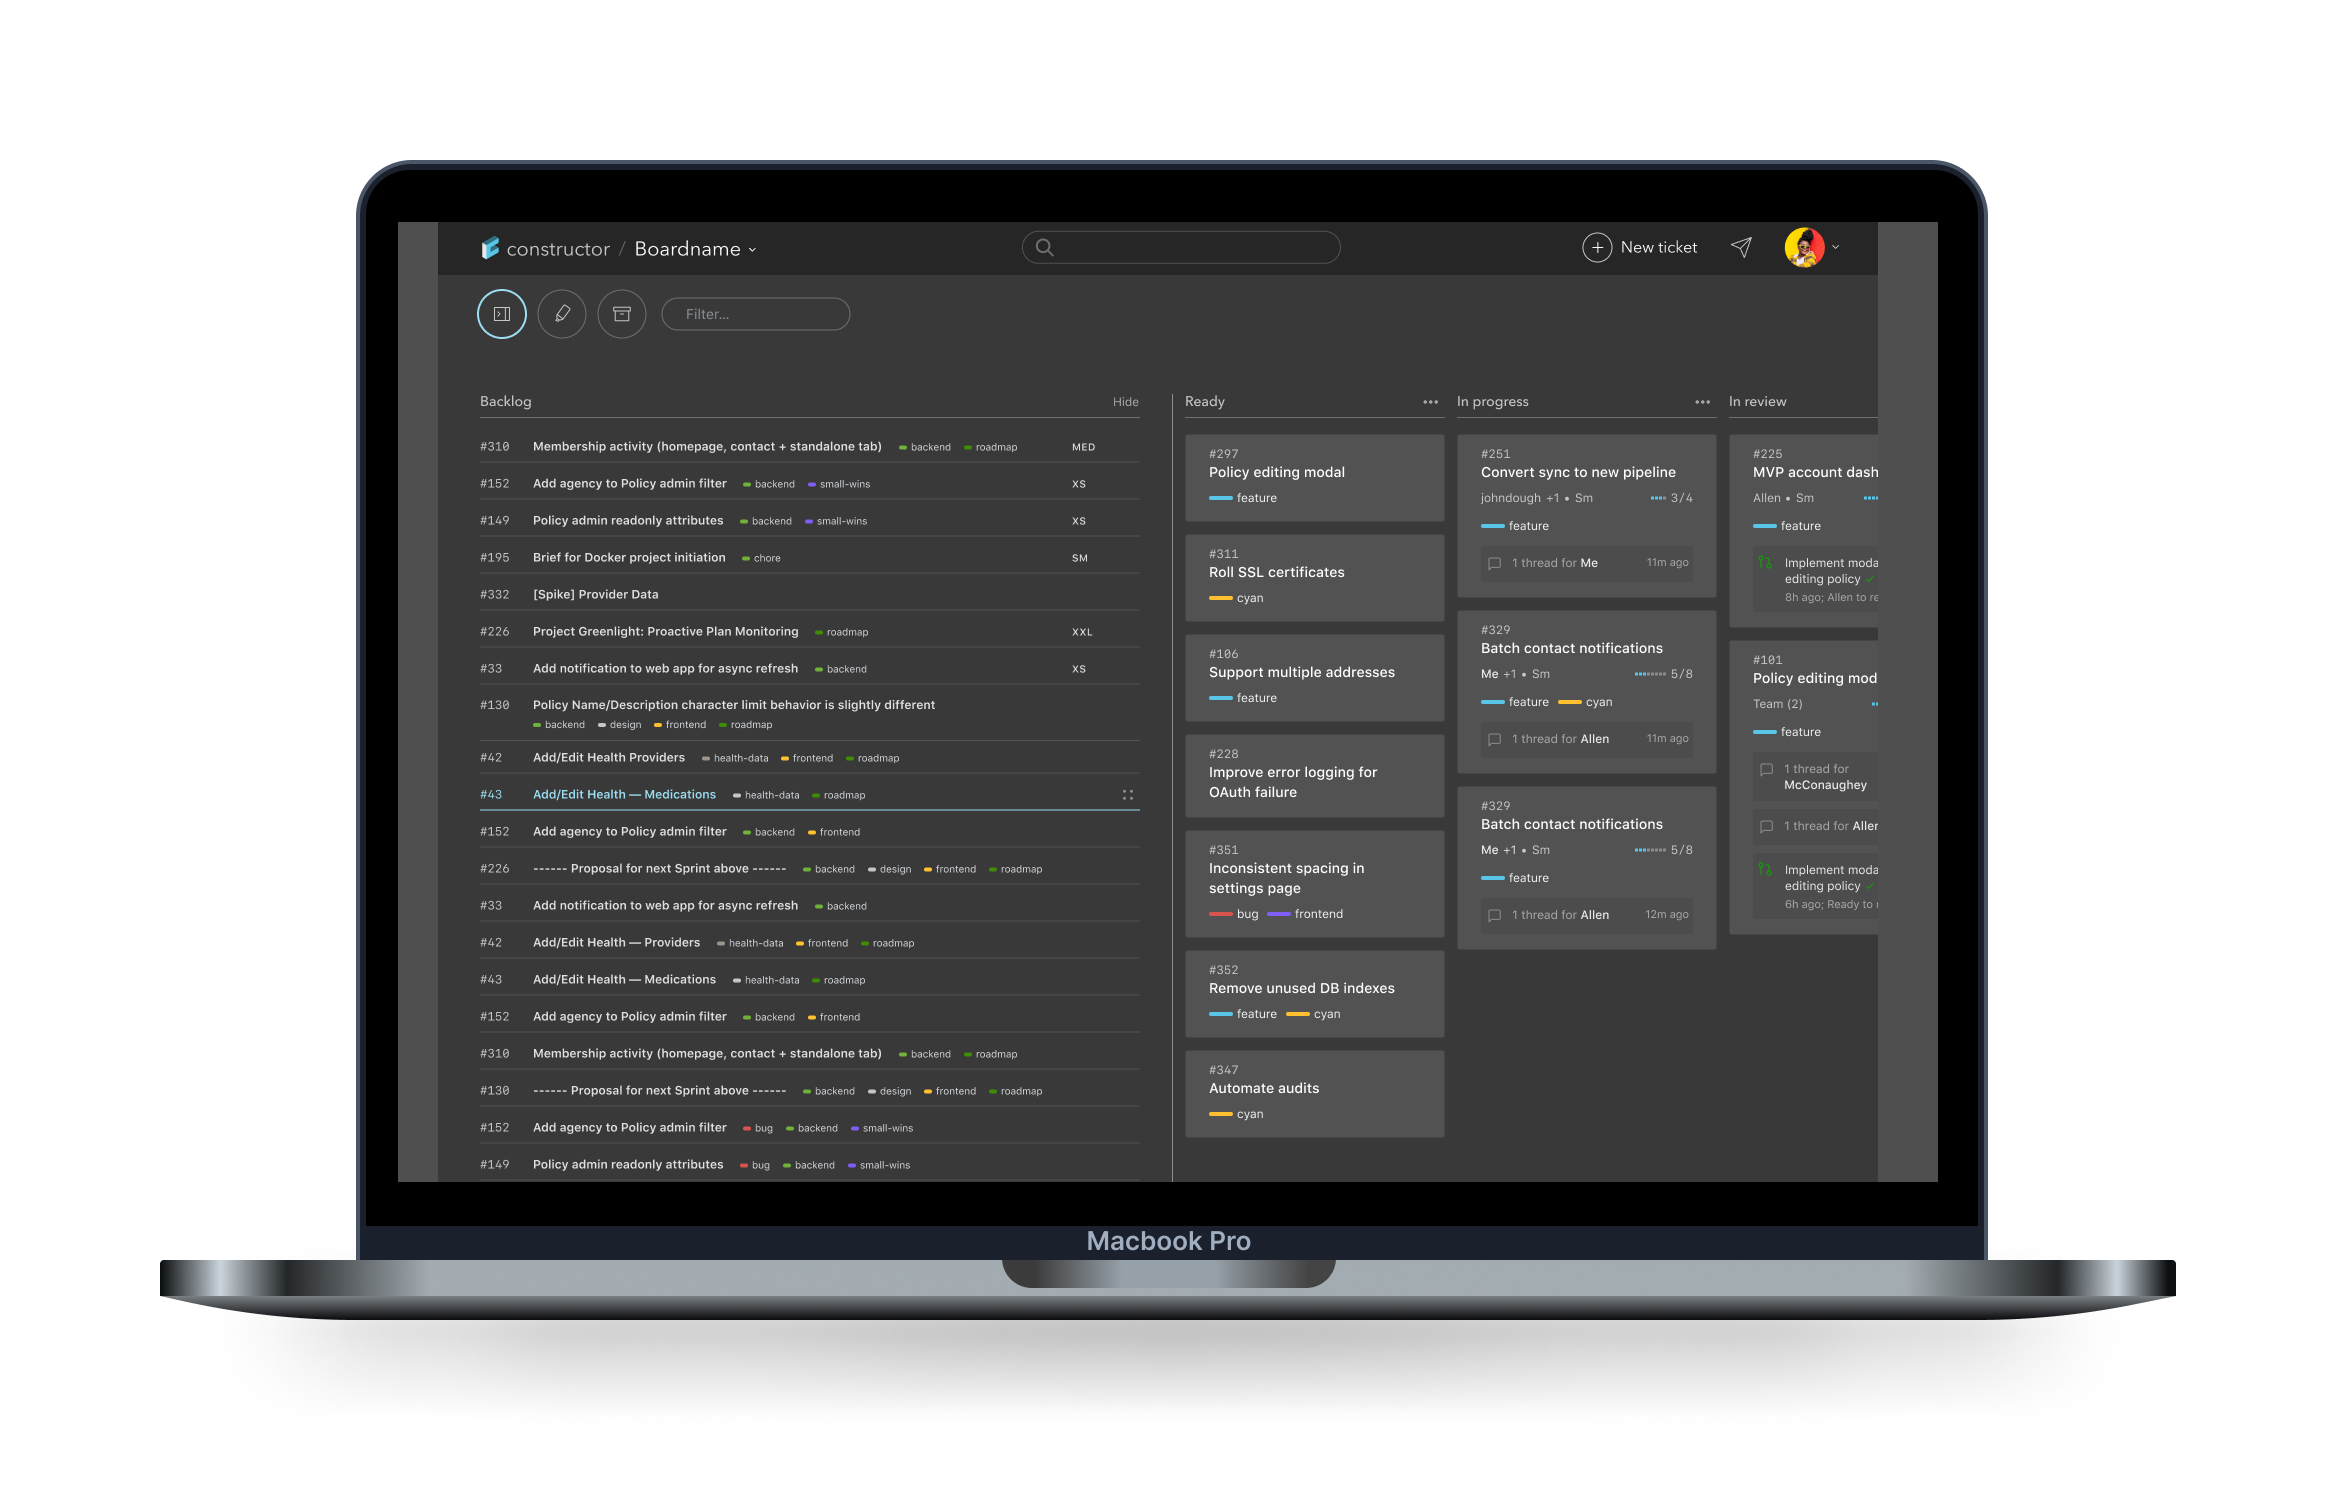 constructor / Boardname
New ticket
Filter...
Backlog Hide
#310 Membership activity (homepage, contact + standalone tab) backend roadmap MED
#152 Add agency to Policy admin filter backend small-wins XS
#149 Policy admin readonly attributes backend small-wins XS
#195 Brief for Docker project initiation chore SM
#332 [Spike] Provider Data
#226 Project Greenlight: Proactive Plan Monitoring roadmap XXL
#33 Add notification to web app for async refresh backend XS
#130 Policy Name/Description character limit behavior is slightly different
backend design frontend roadmap
#42 Add/Edit Health Providers health-data frontend roadmap
#43 Add/Edit Health — Medications health-data roadmap
#152 Add agency to Policy admin filter backend frontend
#226 ------ Proposal for next Sprint above ------ backend design frontend roadmap
#33 Add notification to web app for async refresh backend
#42 Add/Edit Health — Providers health-data frontend roadmap
#43 Add/Edit Health — Medications health-data roadmap
#152 Add agency to Policy admin filter backend frontend
#310 Membership activity (homepage, contact + standalone tab) backend roadmap
#130 ------ Proposal for next Sprint above ------ backend design frontend roadmap
#152 Add agency to Policy admin filter bug backend small-wins
#149 Policy admin readonly attributes bug backend small-wins
Ready
#297
Policy editing modal
feature
#311
Roll SSL certificates
cyan
#106
Support multiple addresses
feature
#228
Improve error logging for
OAuth failure
#351
Inconsistent spacing in
settings page
bug frontend
#352
Remove unused DB indexes
feature cyan
#347
Automate audits
cyan
In progress
#251
Convert sync to new pipeline
johndough +1 • Sm 3/4
feature
1 thread for Me 11m ago
#329
Batch contact notifications
Me +1 • Sm 5/8
feature cyan
1 thread for Allen 11m ago
#329
Batch contact notifications
Me +1 • Sm 5/8
feature
1 thread for Allen 12m ago
In review
#225
MVP account dash
Allen • Sm
feature
Implement moda
editing policy ✓
8h ago; Allen to re
#101
Policy editing mod
Team (2)
feature
1 thread for
McConaughey
1 thread for Allen
Implement moda
editing policy ✓
6h ago; Ready to
Macbook Pro